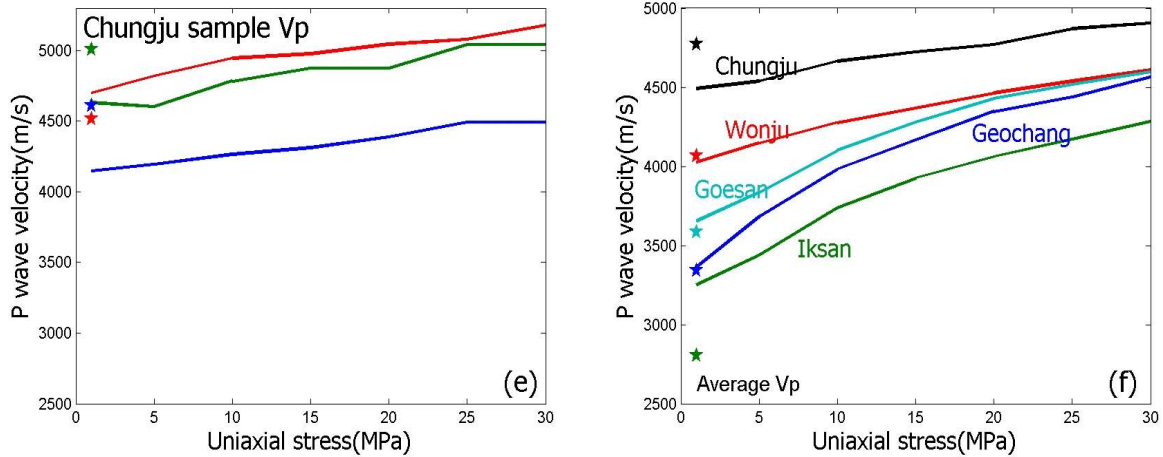 Chungju sample Vp
5000
4500
4000
3500
3000
2500
P wave velocity(m/s)
0 5 10 15 20 25 30
Uniaxial stress(MPa)
(e)
5000
4500
4000
3500
3000
2500
P wave velocity(m/s)
Chungju
Wonju
Geochang
Goesan
Iksan
Average Vp
(f)
0 5 10 15 20 25 30
Uniaxial stress(MPa)